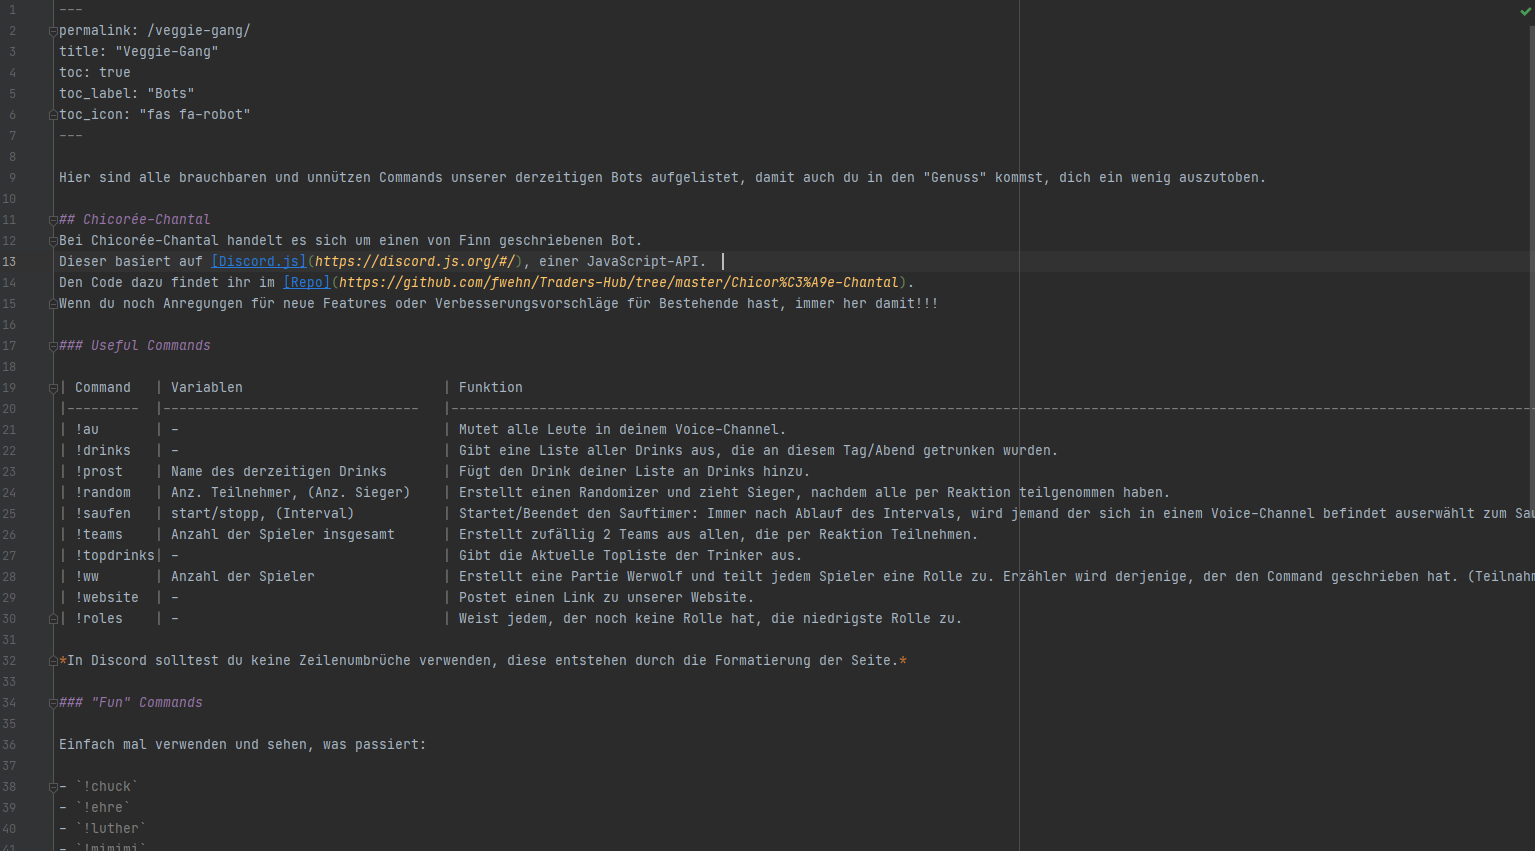 1 ---
2 permalink: /veggie-gang/
3 title: "Veggie-Gang"
4 toc: true
5 toc_label: "Bots"
6 toc_icon: "fas fa-robot"
7 ---
8
9 Hier sind alle brauchbaren und unnützen Commands unserer derzeitigen Bots aufgelistet, damit auch du in den "Genuss" kommst, dich ein wenig auszutoben.
10
11 ## Chicorée-Chantal
12 Bei Chicorée-Chantal handelt es sich um einen von Finn geschriebenen Bot.
13 Dieser basiert auf [Discord.js](https://discord.js.org/#/), einer JavaScript-API.
14 Den Code dazu findet ihr im [Repo](https://github.com/fwehn/Traders-Hub/tree/master/Chicor%C3%A9e-Chantal).
15 Wenn du noch Anregungen für neue Features oder Verbesserungsvorschläge für Bestehende hast, immer her damit!!!
16
17 ### Useful Commands
18
19 | Command | Variablen | Funktion
20 |--------- |-------------------------------- |----------------------------------------------------------------------------------------------------------------------------------------
21 | !au | - | Mutet alle Leute in deinem Voice-Channel.
22 | !drinks | - | Gibt eine Liste aller Drinks aus, die an diesem Tag/Abend getrunken wurden.
23 | !prost | Name des derzeitigen Drinks | Fügt den Drink deiner Liste an Drinks hinzu.
24 | !random | Anz. Teilnehmer, (Anz. Sieger) | Erstellt einen Randomizer und zieht Sieger, nachdem alle per Reaktion teilgenommen haben.
25 | !saufen | start/stopp, (Interval) | Startet/Beendet den Sauftimer: Immer nach Ablauf des Intervals, wird jemand der sich in einem Voice-Channel befindet auserwählt zum Sau
26 | !teams | Anzahl der Spieler insgesamt | Erstellt zufällig 2 Teams aus allen, die per Reaktion Teilnehmen.
27 | !topdrinks| - | Gibt die Aktuelle Topliste der Trinker aus.
28 | !ww | Anzahl der Spieler | Erstellt eine Partie Werwolf und teilt jedem Spieler eine Rolle zu. Erzähler wird derjenige, der den Command geschrieben hat. (Teilnahm
29 | !website | - | Postet einen Link zu unserer Website.
30 | !roles | - | Weist jedem, der noch keine Rolle hat, die niedrigste Rolle zu.
31
32 *In Discord solltest du keine Zeilenumbrüche verwenden, diese entstehen durch die Formatierung der Seite.*
33
34 ### "Fun" Commands
35
36 Einfach mal verwenden und sehen, was passiert:
37
38 - `!chuck`
39 - `!ehre`
40 - `!luther`
41 - `!mimimi`